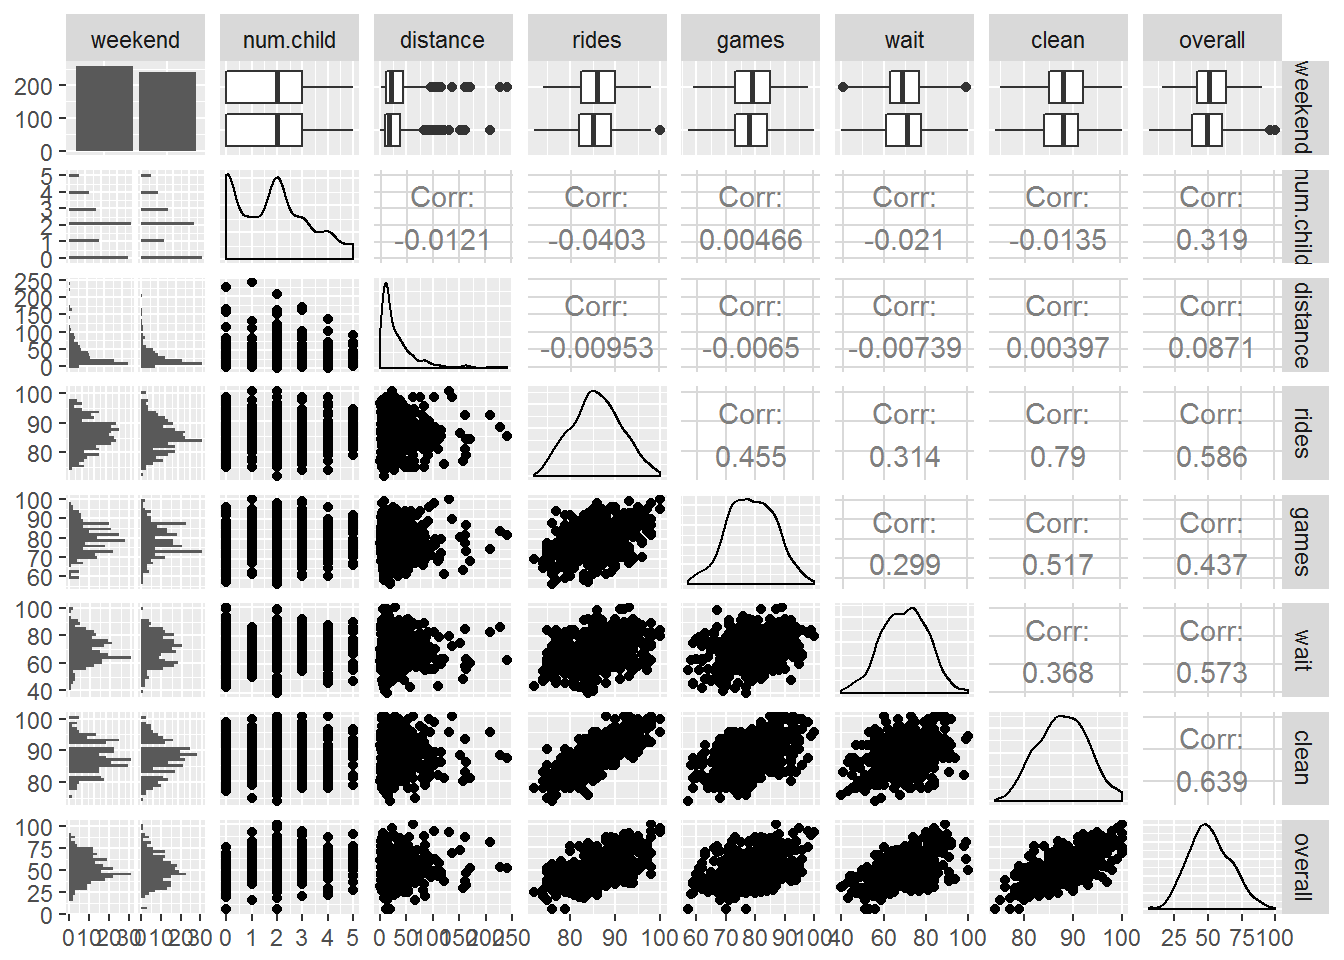 weekend num.child distance rides games wait clean overall
200
100
0
weekend
5
4
3
2
1
0
Corr:
-0.0121
Corr:
-0.0403
Corr:
0.00466
Corr:
-0.021
Corr:
-0.0135
Corr:
0.319
num.child
250
200
150
100
50
0
Corr:
-0.00953
Corr:
-0.0065
Corr:
-0.00739
Corr:
0.00397
Corr:
0.0871
distance
100
90
80
Corr:
0.455
Corr:
0.314
Corr:
0.79
Corr:
0.586
rides
100
90
80
70
60
Corr:
0.299
Corr:
0.517
Corr:
0.437
games
100
80
60
40
Corr:
0.368
Corr:
0.573
wait
100
90
80
Corr:
0.639
clean
100
75
50
25
0
overall
0 10 20 30 0 10 20 30 0 1 2 3 4 5 0 50 100 150 200 250 80 90 100 60 70 80 90 100 40 60 80 100 80 90 100 25 50 75 100